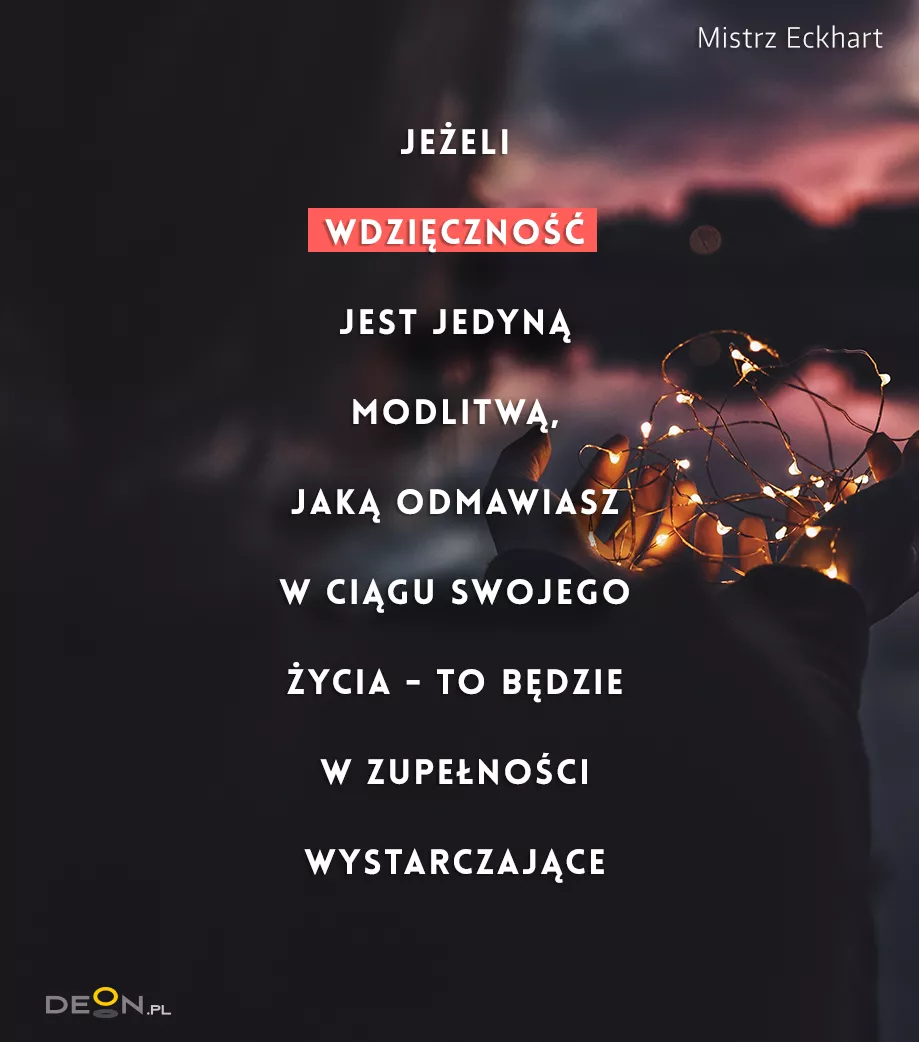 Mistrz Eckhart
JEŻELI
WDZIĘCZNOŚĆ
JEST JEDYNĄ
MODLITWĄ,
JAKĄ ODMAWIASZ
W CIĄGU SWOJEGO
ŻYCIA - TO BĘDZIE
W ZUPEŁNOŚCI
WYSTARCZAJĄCE
DEON.PL